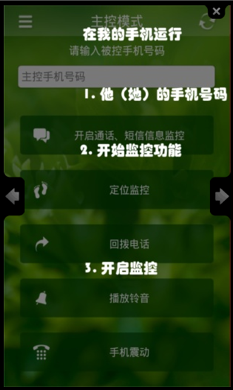 主控模式
在我的手机运行
请输入被控手机号码
主控手机号码
1. 他（她）的手机号码
开启通话、短信信息监控
2. 开始监控功能
定位监控
回拨电话
3. 开启监控
播放铃音
手机震动